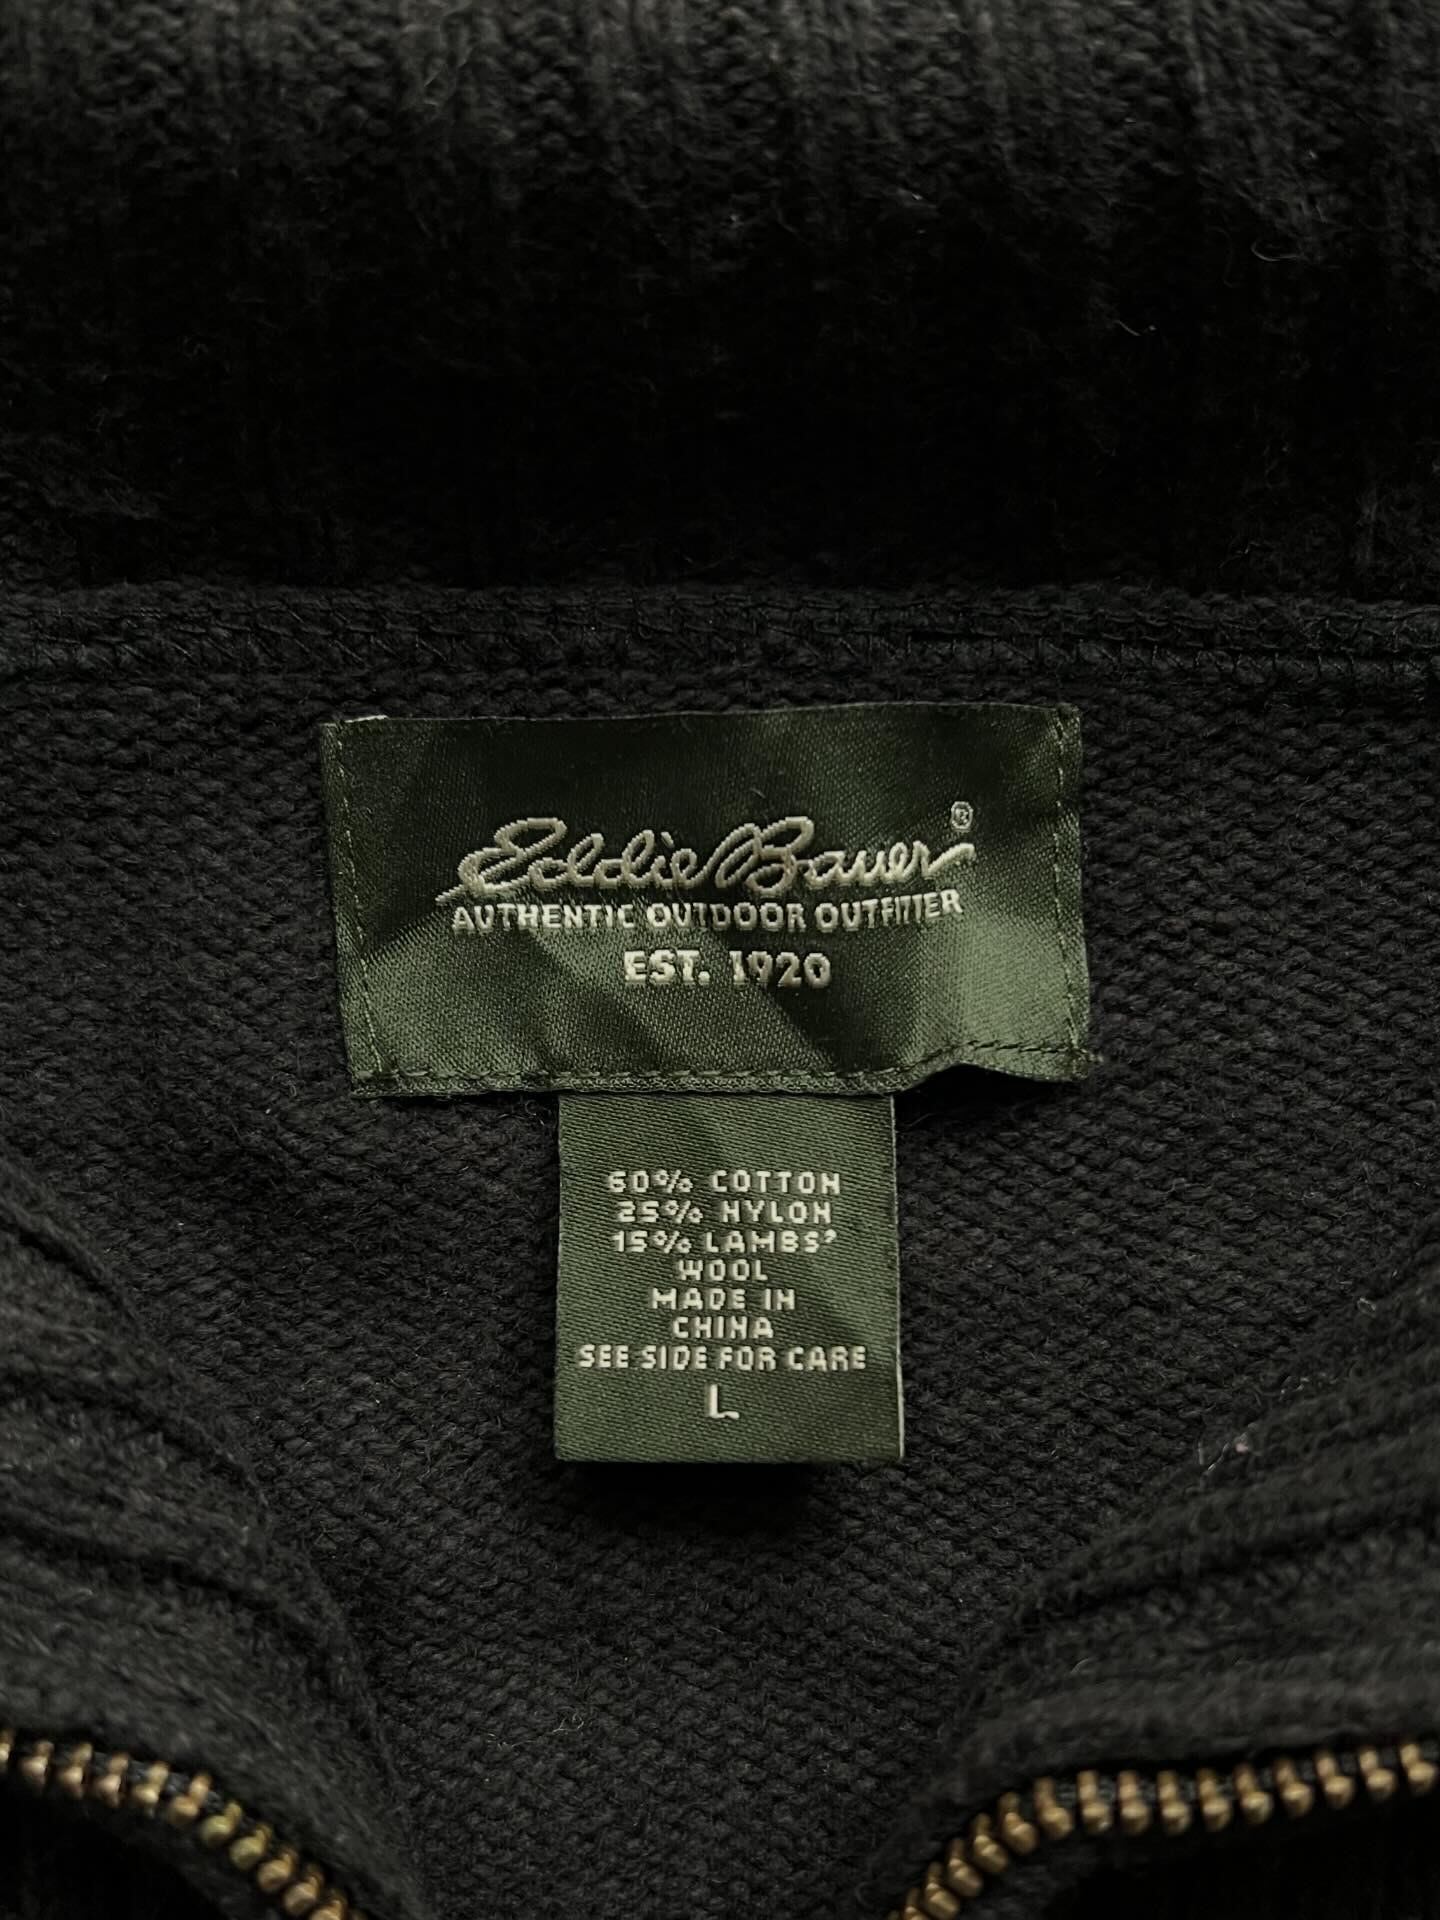 Eddie Bauer®
AUTHENTIC OUTDOOR OUTFITTER
EST. 1920
60% COTTON
25% NYLON
15% LAMBS'
WOOL
MADE IN
CHINA
SEE SIDE FOR CARE
L